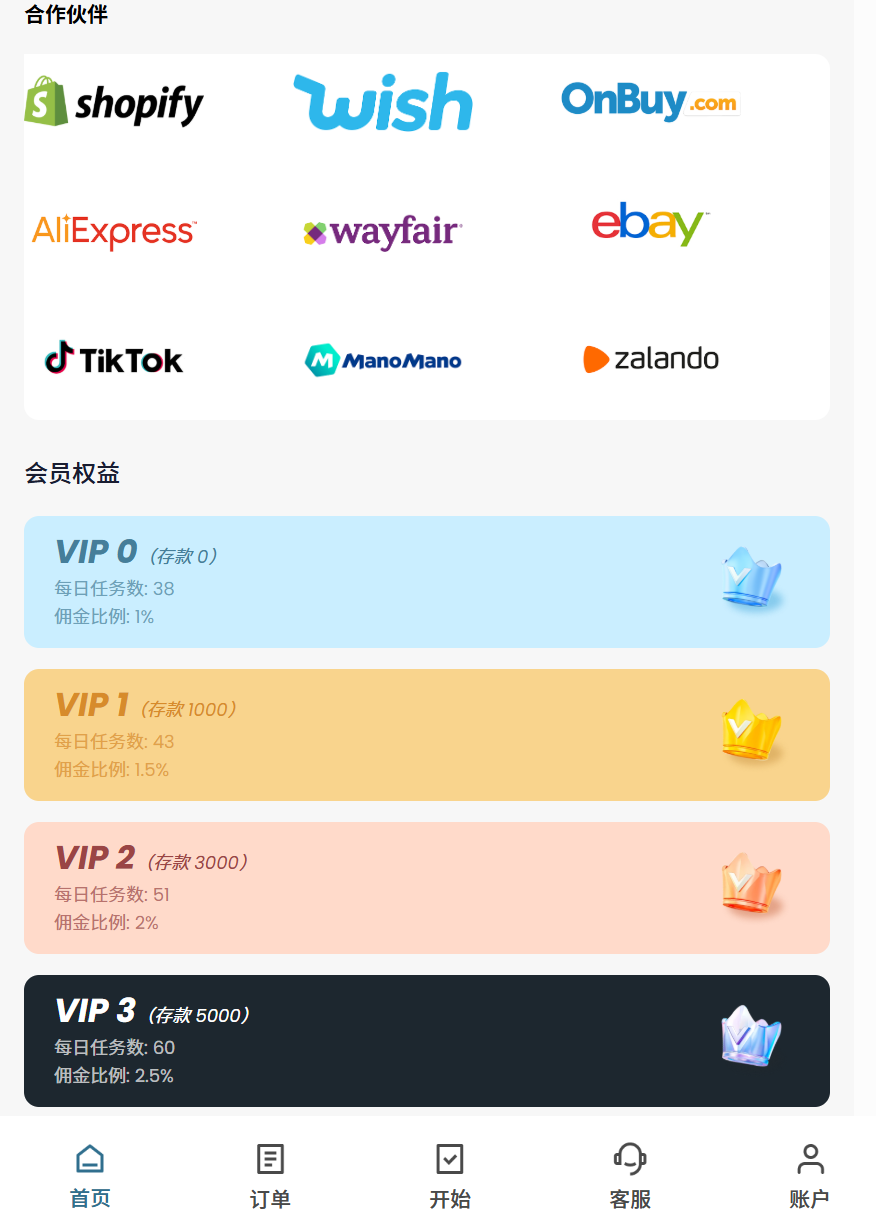 合作伙伴
shopify
wish
OnBuy.com
AliExpress™
wayfair
ebay™
TikTok
M ManoMano
zalando
会员权益
VIP 0（存款 0）
每日任务数: 38
佣金比例: 1%
VIP 1（存款 1000）
每日任务数: 43
佣金比例: 1.5%
VIP 2（存款 3000）
每日任务数: 51
佣金比例: 2%
VIP 3（存款 5000）
每日任务数: 60
佣金比例: 2.5%
首页
订单
开始
客服
账户